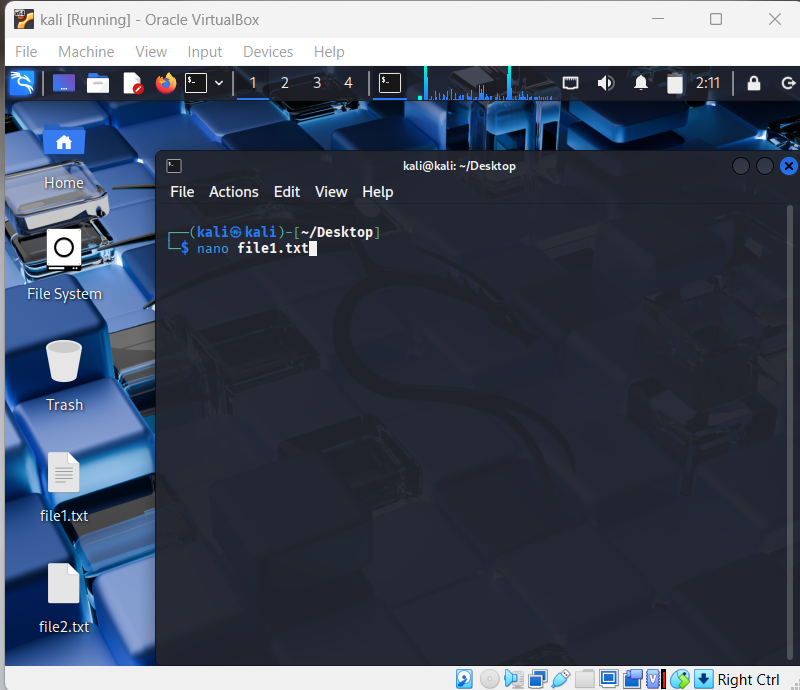 kali [Running] - Oracle VirtualBox
File Machine View Input Devices Help
1 2 3 4 2:11
Home
File System
Trash
file1.txt
file2.txt
kali@kali: ~/Desktop
File Actions Edit View Help
┌──(kali㉿kali)-[~/Desktop]
└─$ nano file1.txt
Right Ctrl